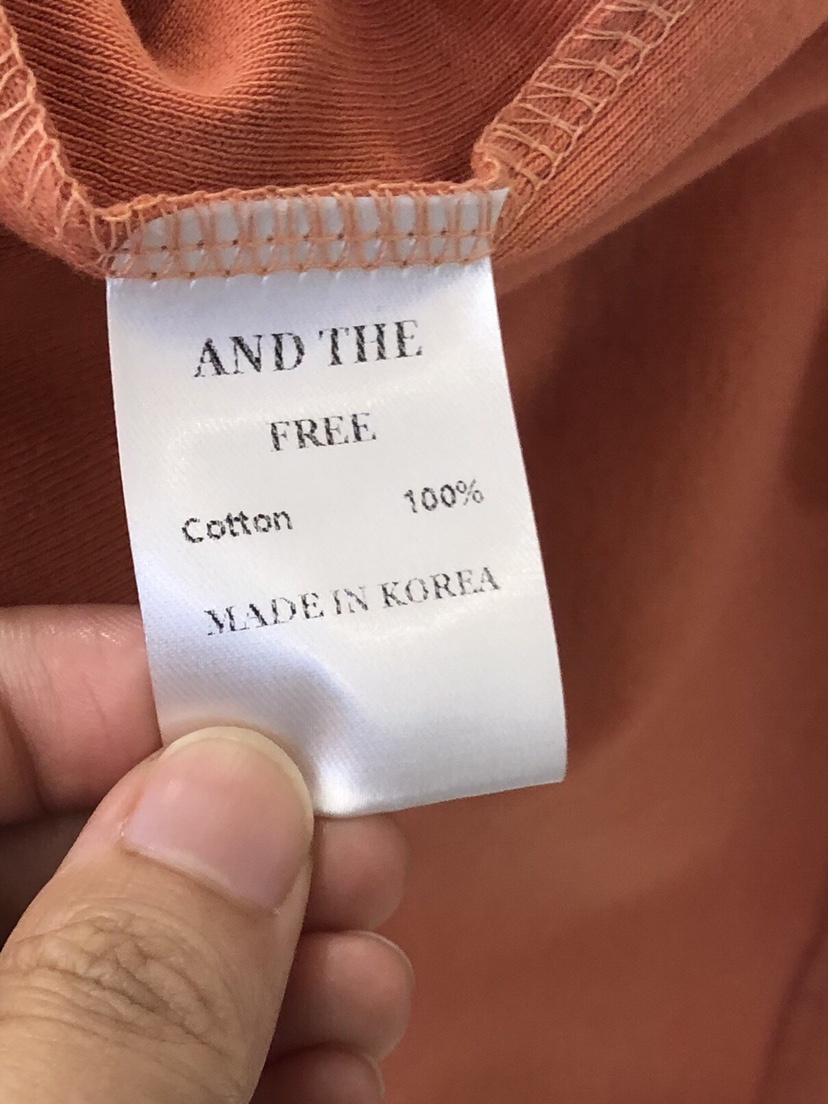 AND THE
FREE
Cotton 100%
MADE IN KOREA